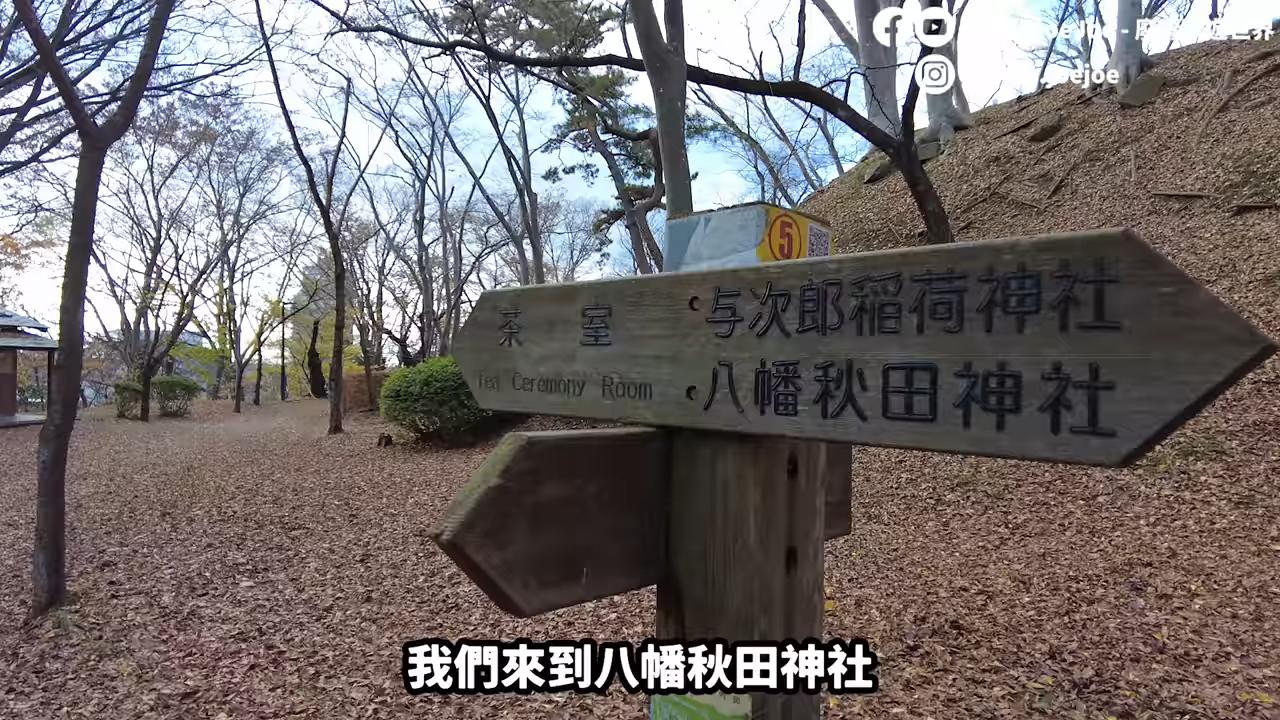 ejoe
⑤
茶室
Tea Ceremony Room
・与次郎稲荷神社
・八幡秋田神社
我們來到八幡秋田神社